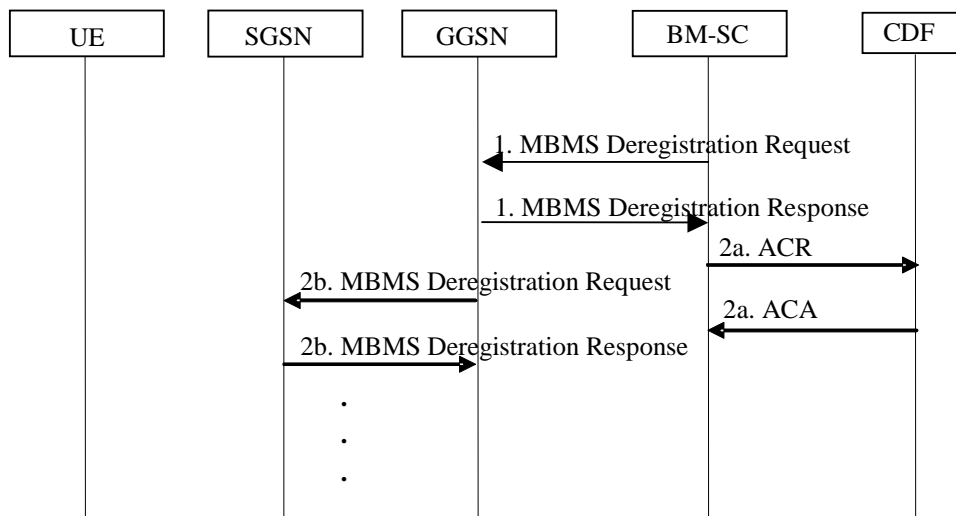 UE
SGSN
GGSN
BM-SC
CDF
1. MBMS Deregistration Request
1. MBMS Deregistration Response
2a. ACR
2b. MBMS Deregistration Request
2a. ACA
2b. MBMS Deregistration Response
.
.
.